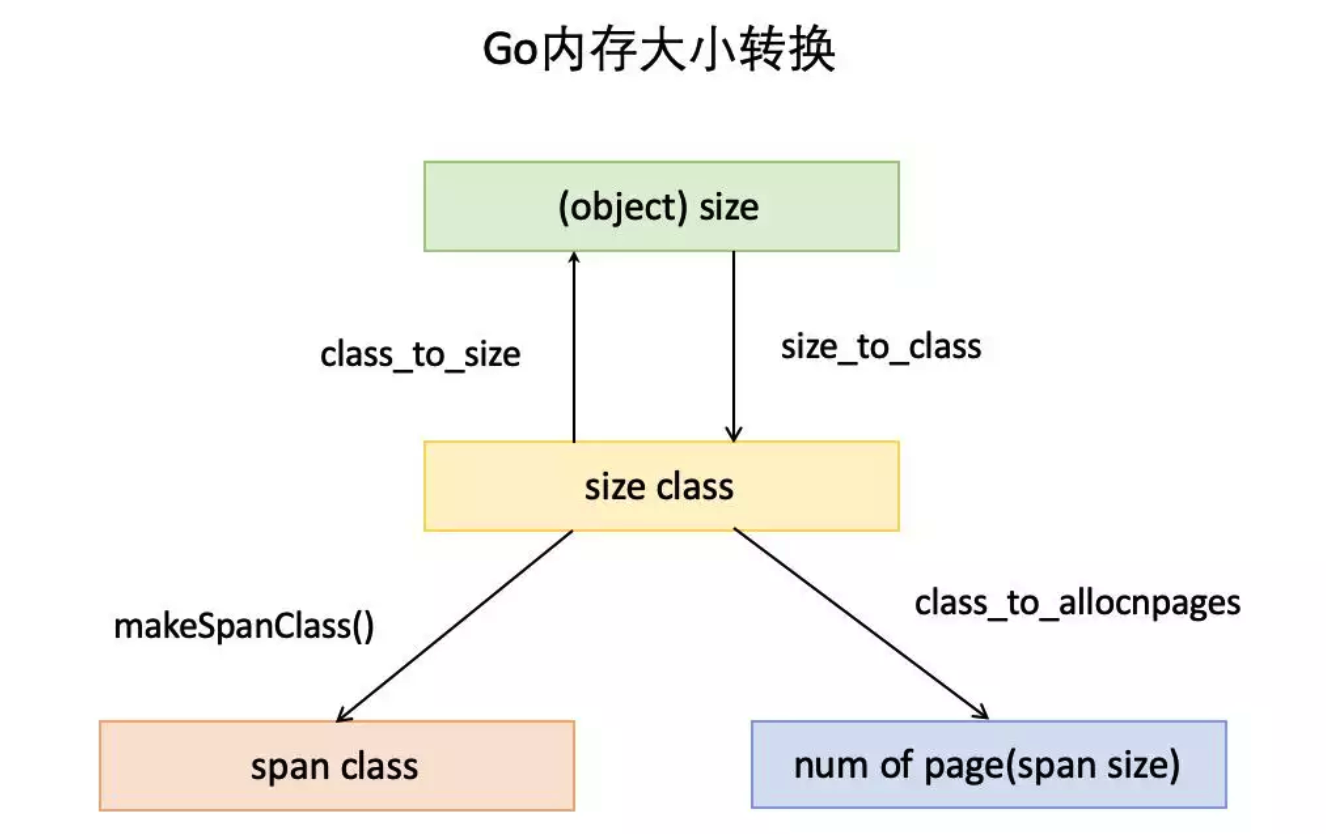 Go内存大小转换
(object) size
class_to_size
size_to_class
size class
makeSpanClass()
class_to_allocnpages
span class
num of page(span size)